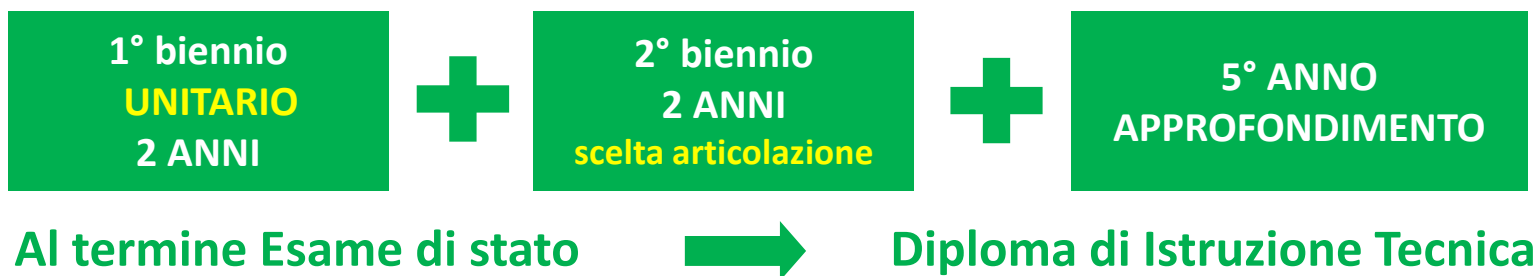 1° biennio
UNITARIO
2 ANNI
2° biennio
2 ANNI
scelta articolazione
5° ANNO
APPROFONDIMENTO
Al termine Esame di stato
Diploma di Istruzione Tecnica